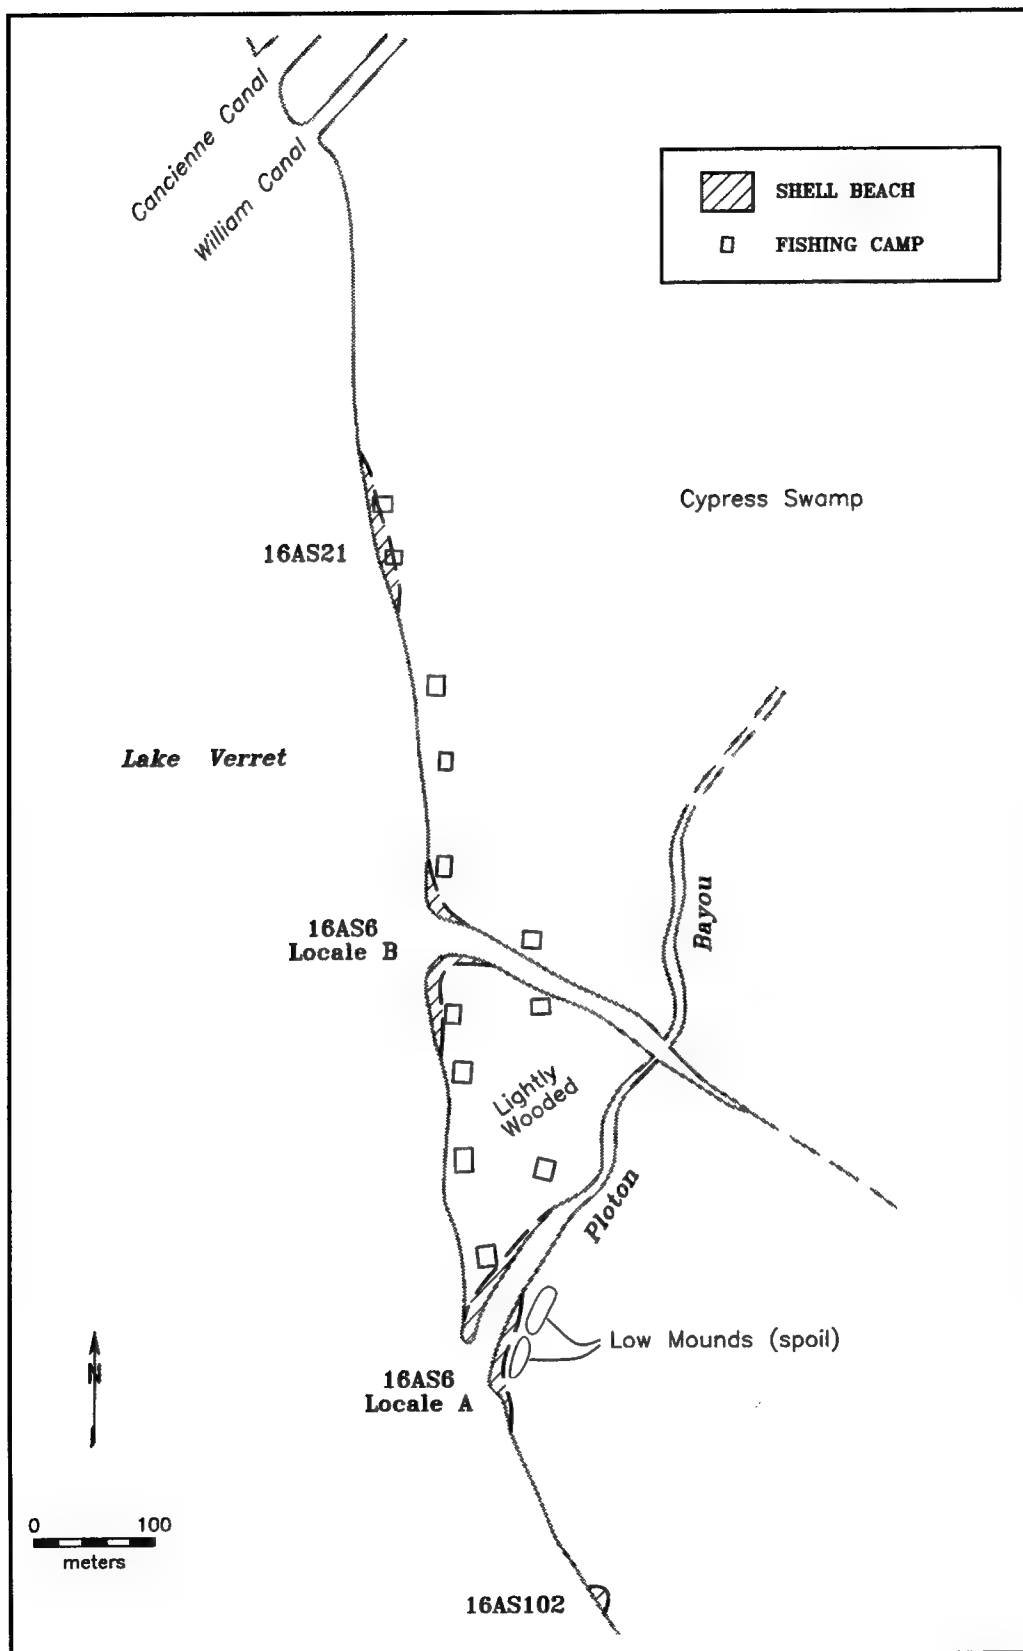 Cancienne Canal
William Canal
SHELL BEACH
FISHING CAMP
Cypress Swamp
16AS21
Lake Verret
Bayou
16AS6
Locale B
Lightly
Wooded
Ploton
Low Mounds (spoil)
16AS6
Locale A
N
0 100
meters
16AS102